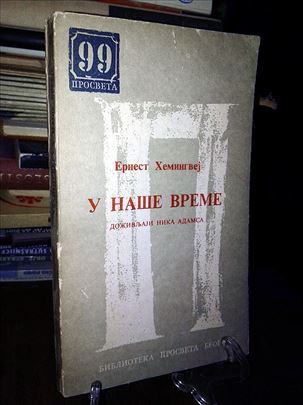 99
ПРОСВЕТА
Ернест Хемингвеј
У НАШЕ ВРЕМЕ
ДОЖИВЉАЈИ НИКА АДАМСА
БИБЛИОТЕКА ПРОСВЕТА